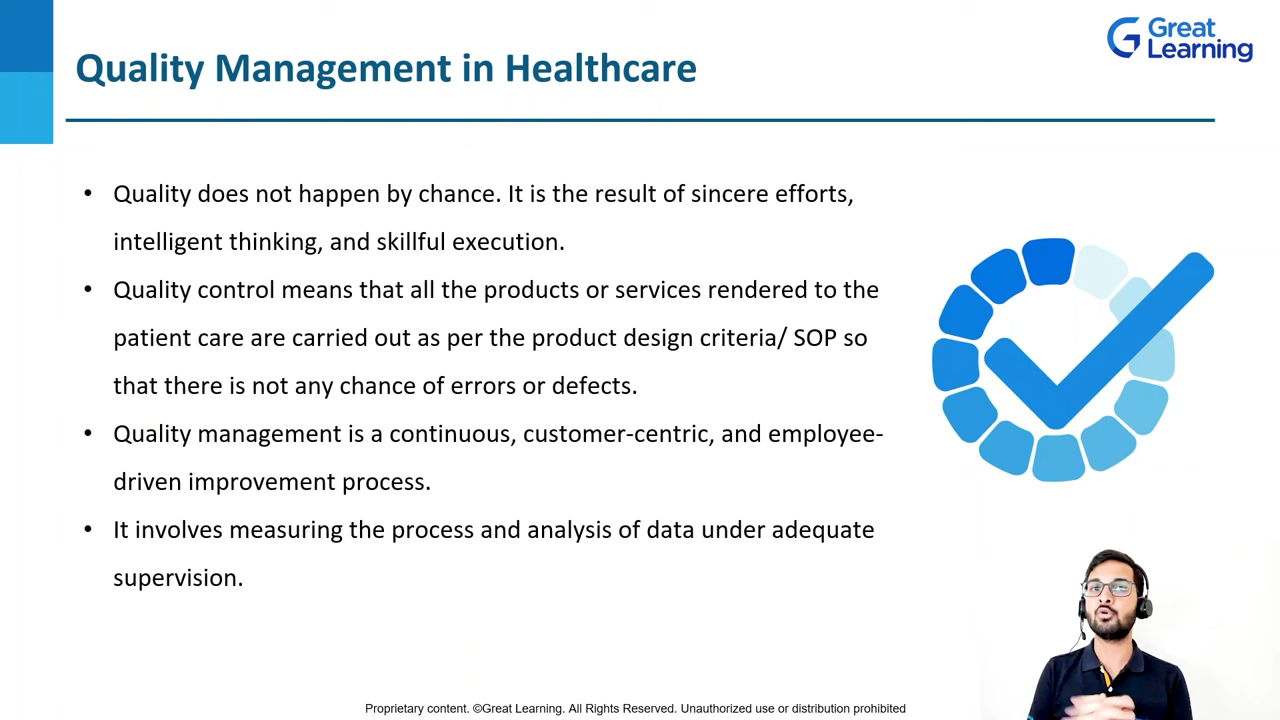 Great
Learning
Quality Management in Healthcare
• Quality does not happen by chance. It is the result of sincere efforts,
intelligent thinking, and skillful execution.
• Quality control means that all the products or services rendered to the
patient care are carried out as per the product design criteria/ SOP so
that there is not any chance of errors or defects.
• Quality management is a continuous, customer-centric, and employee-
driven improvement process.
• It involves measuring the process and analysis of data under adequate
supervision.
Proprietary content. ©Great Learning. All Rights Reserved. Unauthorized use or distribution prohibited